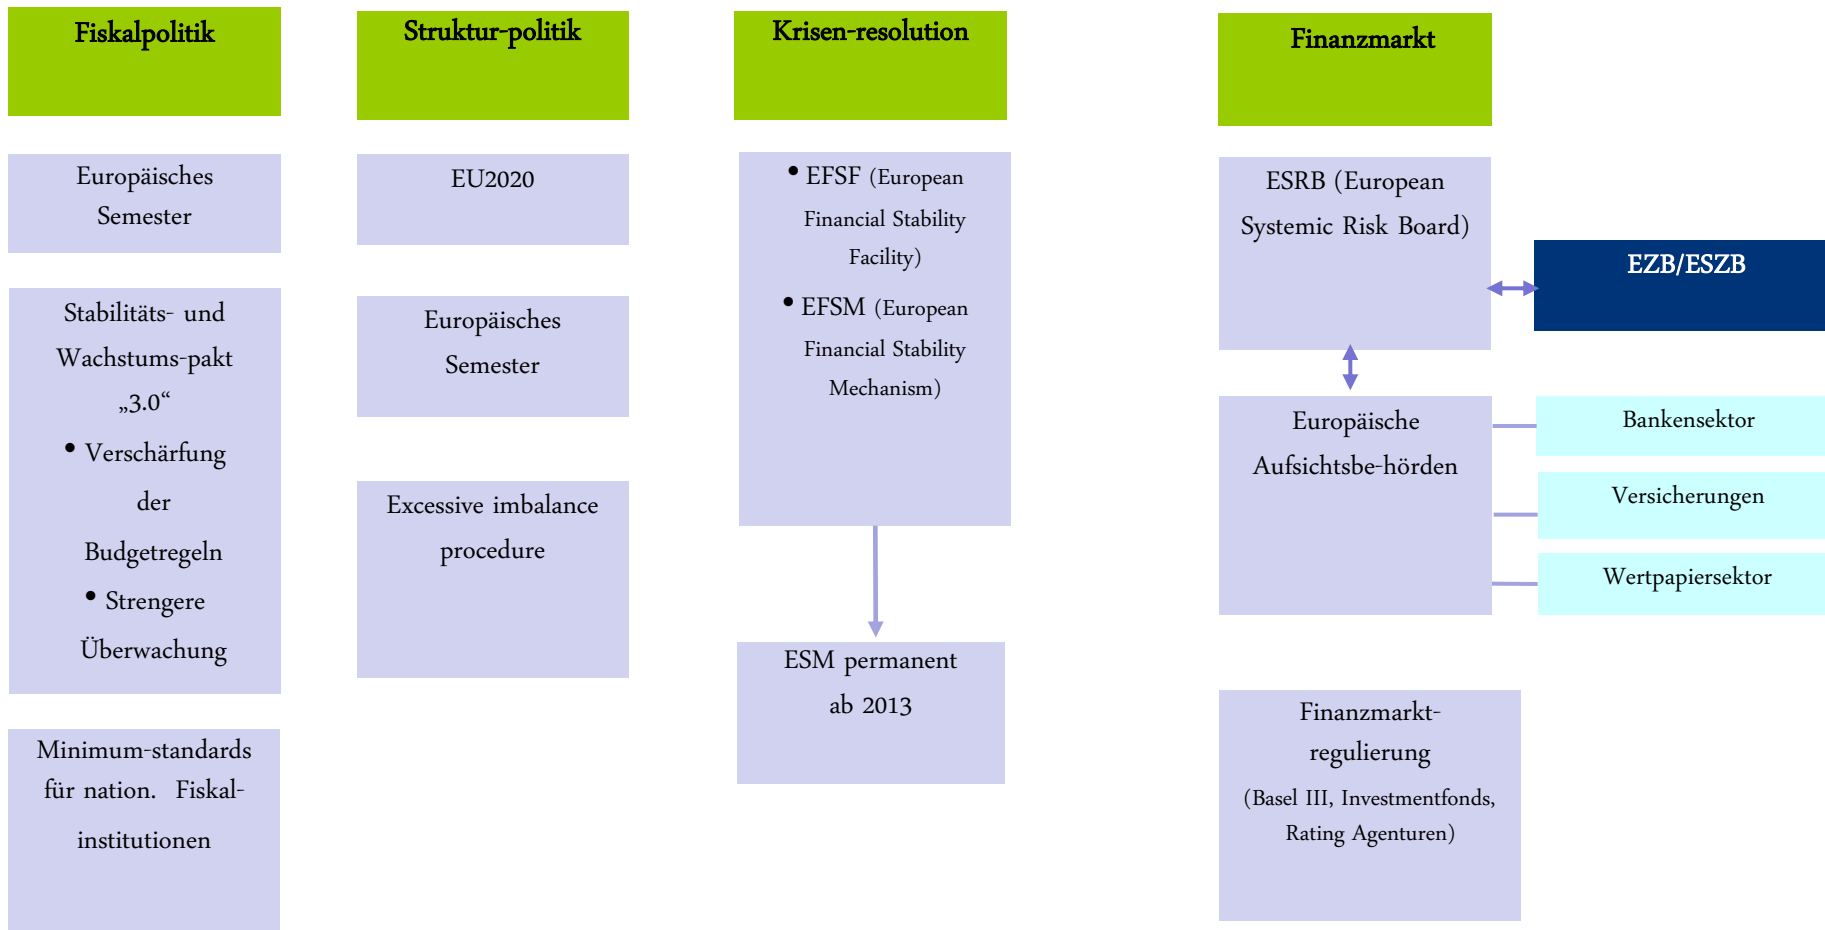 Fiskalpolitik
Europäisches
Semester
Stabilitäts- und
Wachstums-pakt
„3.0“
• Verschärfung
der
Budgetregeln
• Strengere
Überwachung
Minimum-standards
für nation. Fiskal-
institutionen
Struktur-politik
EU2020
Europäisches
Semester
Excessive imbalance
procedure
Krisen-resolution
• EFSF (European
Financial Stability
Facility)
• EFSM (European
Financial Stability
Mechanism)
ESM permanent
ab 2013
Finanzmarkt
ESRB (European
Systemic Risk Board)
EZB/ESZB
Europäische
Aufsichtsbe-hörden
Bankensektor
Versicherungen
Wertpapiersektor
Finanzmarkt-
regulierung
(Basel III, Investmentfonds,
Rating Agenturen)